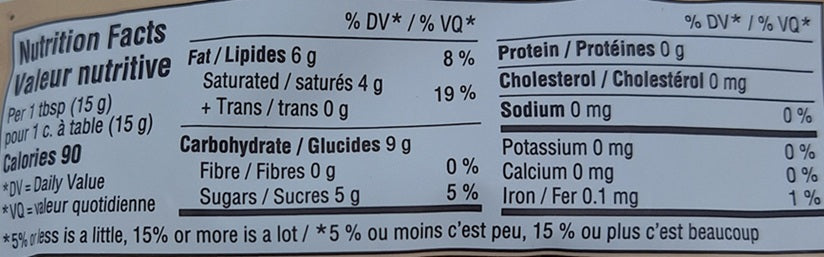 Nutrition Facts
Valeur nutritive
Per 1 tbsp (15 g)
pour 1 c. à table (15 g)
Calories 90
*DV = Daily Value
*VQ = valeur quotidienne
% DV* / % VQ*
Fat / Lipides 6 g 8 %
Saturated / saturés 4 g
+ Trans / trans 0 g 19 %
Carbohydrate / Glucides 9 g
Fibre / Fibres 0 g 0 %
Sugars / Sucres 5 g 5 %
% DV* / % VQ*
Protein / Protéines 0 g
Cholesterol / Cholestérol 0 mg
Sodium 0 mg 0 %
Potassium 0 mg 0 %
Calcium 0 mg 0 %
Iron / Fer 0.1 mg 1 %
*5% or less is a little, 15% or more is a lot / *5 % ou moins c'est peu, 15 % ou plus c'est beaucoup